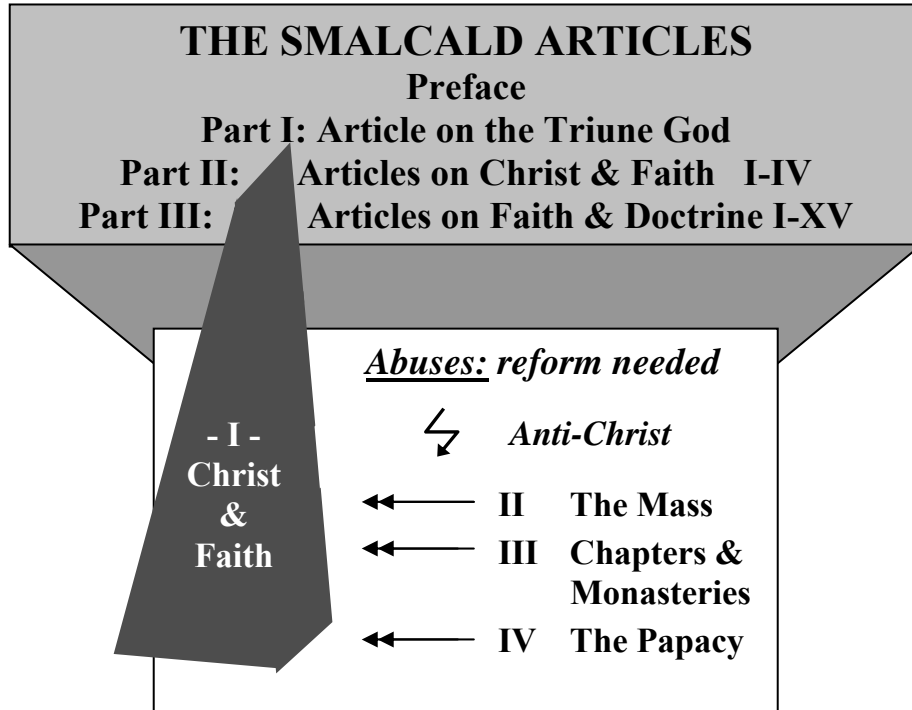 THE SMALCALD ARTICLES
Preface
Part I: Article on the Triune God
Part II: Articles on Christ & Faith I-IV
Part III: Articles on Faith & Doctrine I-XV
Abuses: reform needed
Anti-Christ
- I -
Christ
&
Faith
II The Mass
III Chapters &
Monasteries
IV The Papacy